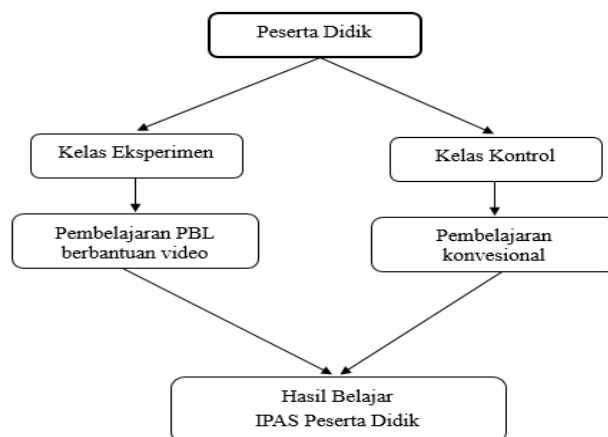 Peserta Didik
Kelas Eksperimen
Kelas Kontrol
Pembelajaran PBL
berbantuan video
Pembelajaran
konvesional
Hasil Belajar
IPAS Peserta Didik